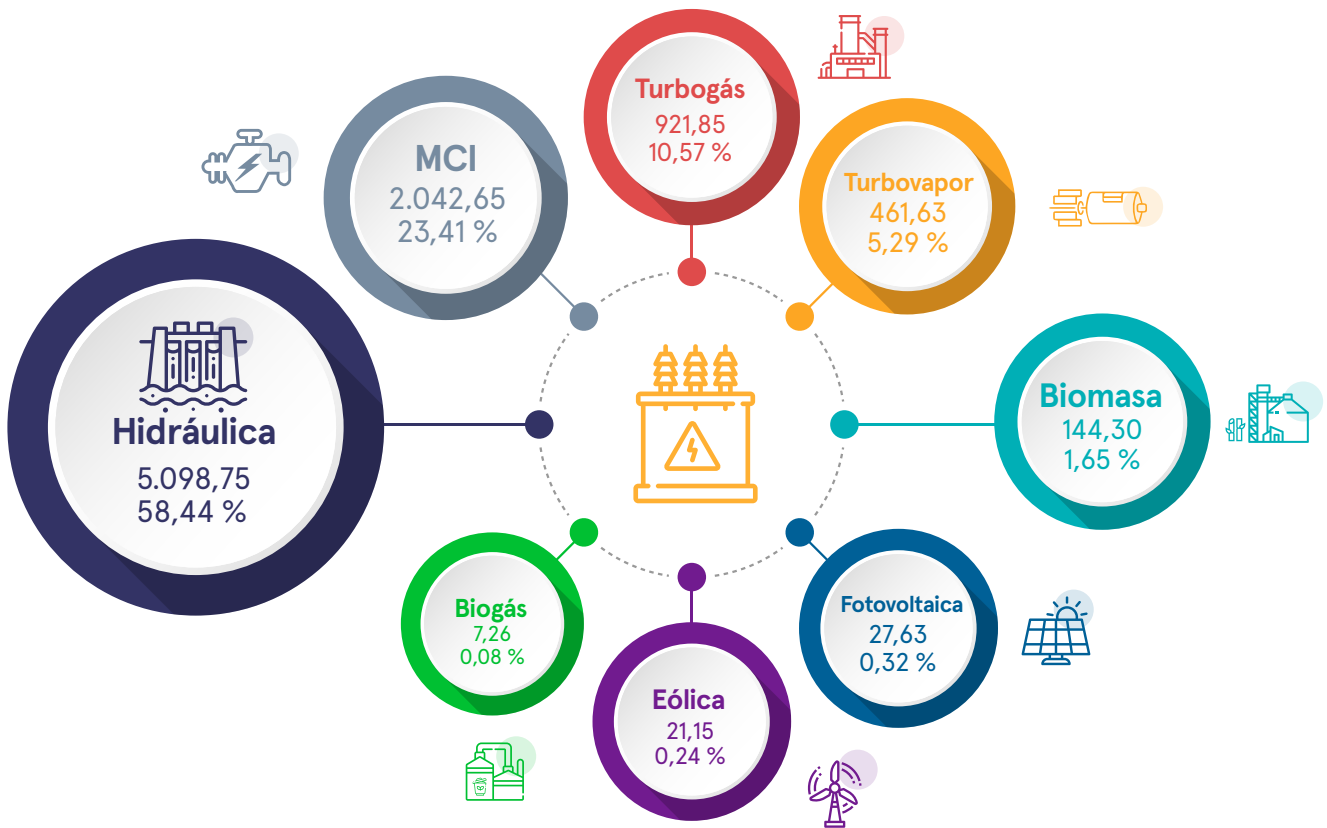 Turbogás
921,85
10,57 %
MCI
2.042,65
23,41 %
Turbovapor
461,63
5,29 %
Hidráulica
5.098,75
58,44 %
Biomasa
144,30
1,65 %
Biogás
7,26
0,08 %
Fotovoltaica
27,63
0,32 %
Eólica
21,15
0,24 %